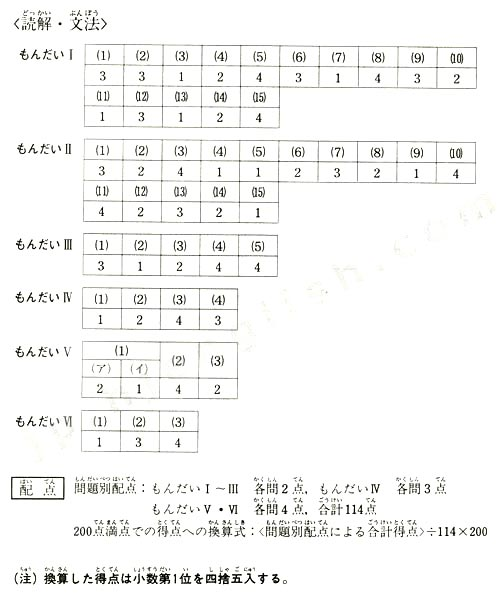 〈読解・文法〉
もんだいⅠ (1) (2) (3) (4) (5) (6) (7) (8) (9) (10)
3 3 1 2 4 3 1 4 3 2
(11) (12) (13) (14) (15)
1 3 1 2 4
もんだいⅡ (1) (2) (3) (4) (5) (6) (7) (8) (9) (10)
3 2 4 1 1 2 3 2 1 4
(11) (12) (13) (14) (15)
4 2 3 2 1
もんだいⅢ (1) (2) (3) (4) (5)
3 1 2 4 4
もんだいⅣ (1) (2) (3) (4)
1 2 4 3
もんだいⅤ (1) (2) (3)
(ア) (イ)
2 1 4 2
もんだいⅥ (1) (2) (3)
1 3 4
配点 問題別配点：もんだいⅠ～Ⅲ 各問2点，もんだいⅣ 各問3点
もんだいⅤ・Ⅵ 各問4点，合計114点
200点満点での得点への換算式：〈問題別配点による合計得点〉÷114×200
(注) 換算した得点は小数第1位を四捨五入する。